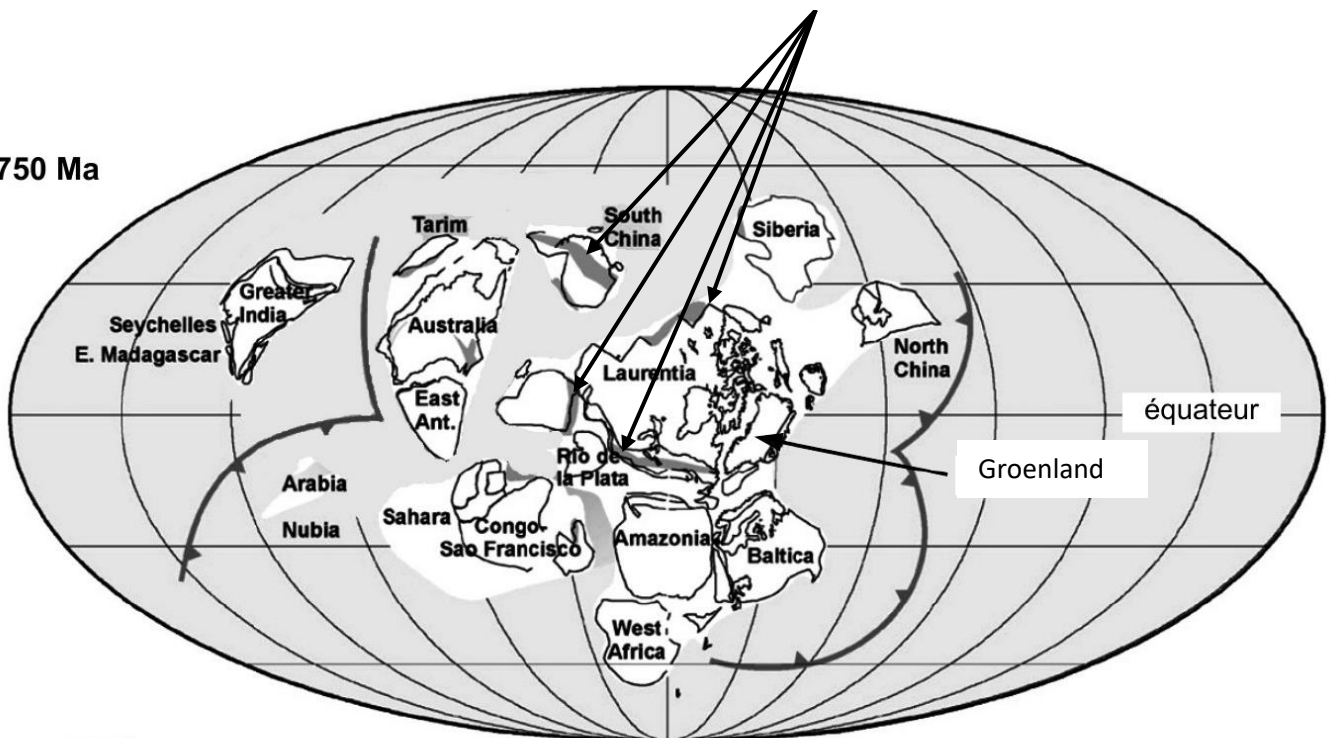 750 Ma
Tarim
South
China
Siberia
Greater
India
Seychelles
E. Madagascar
Australia
North
China
Laurentia
East
Ant.
équateur
Rio de
la Plata
Groenland
Arabia
Nubia
Sahara
Congo-
Sao Francisco
Amazonia
Baltica
West
Africa